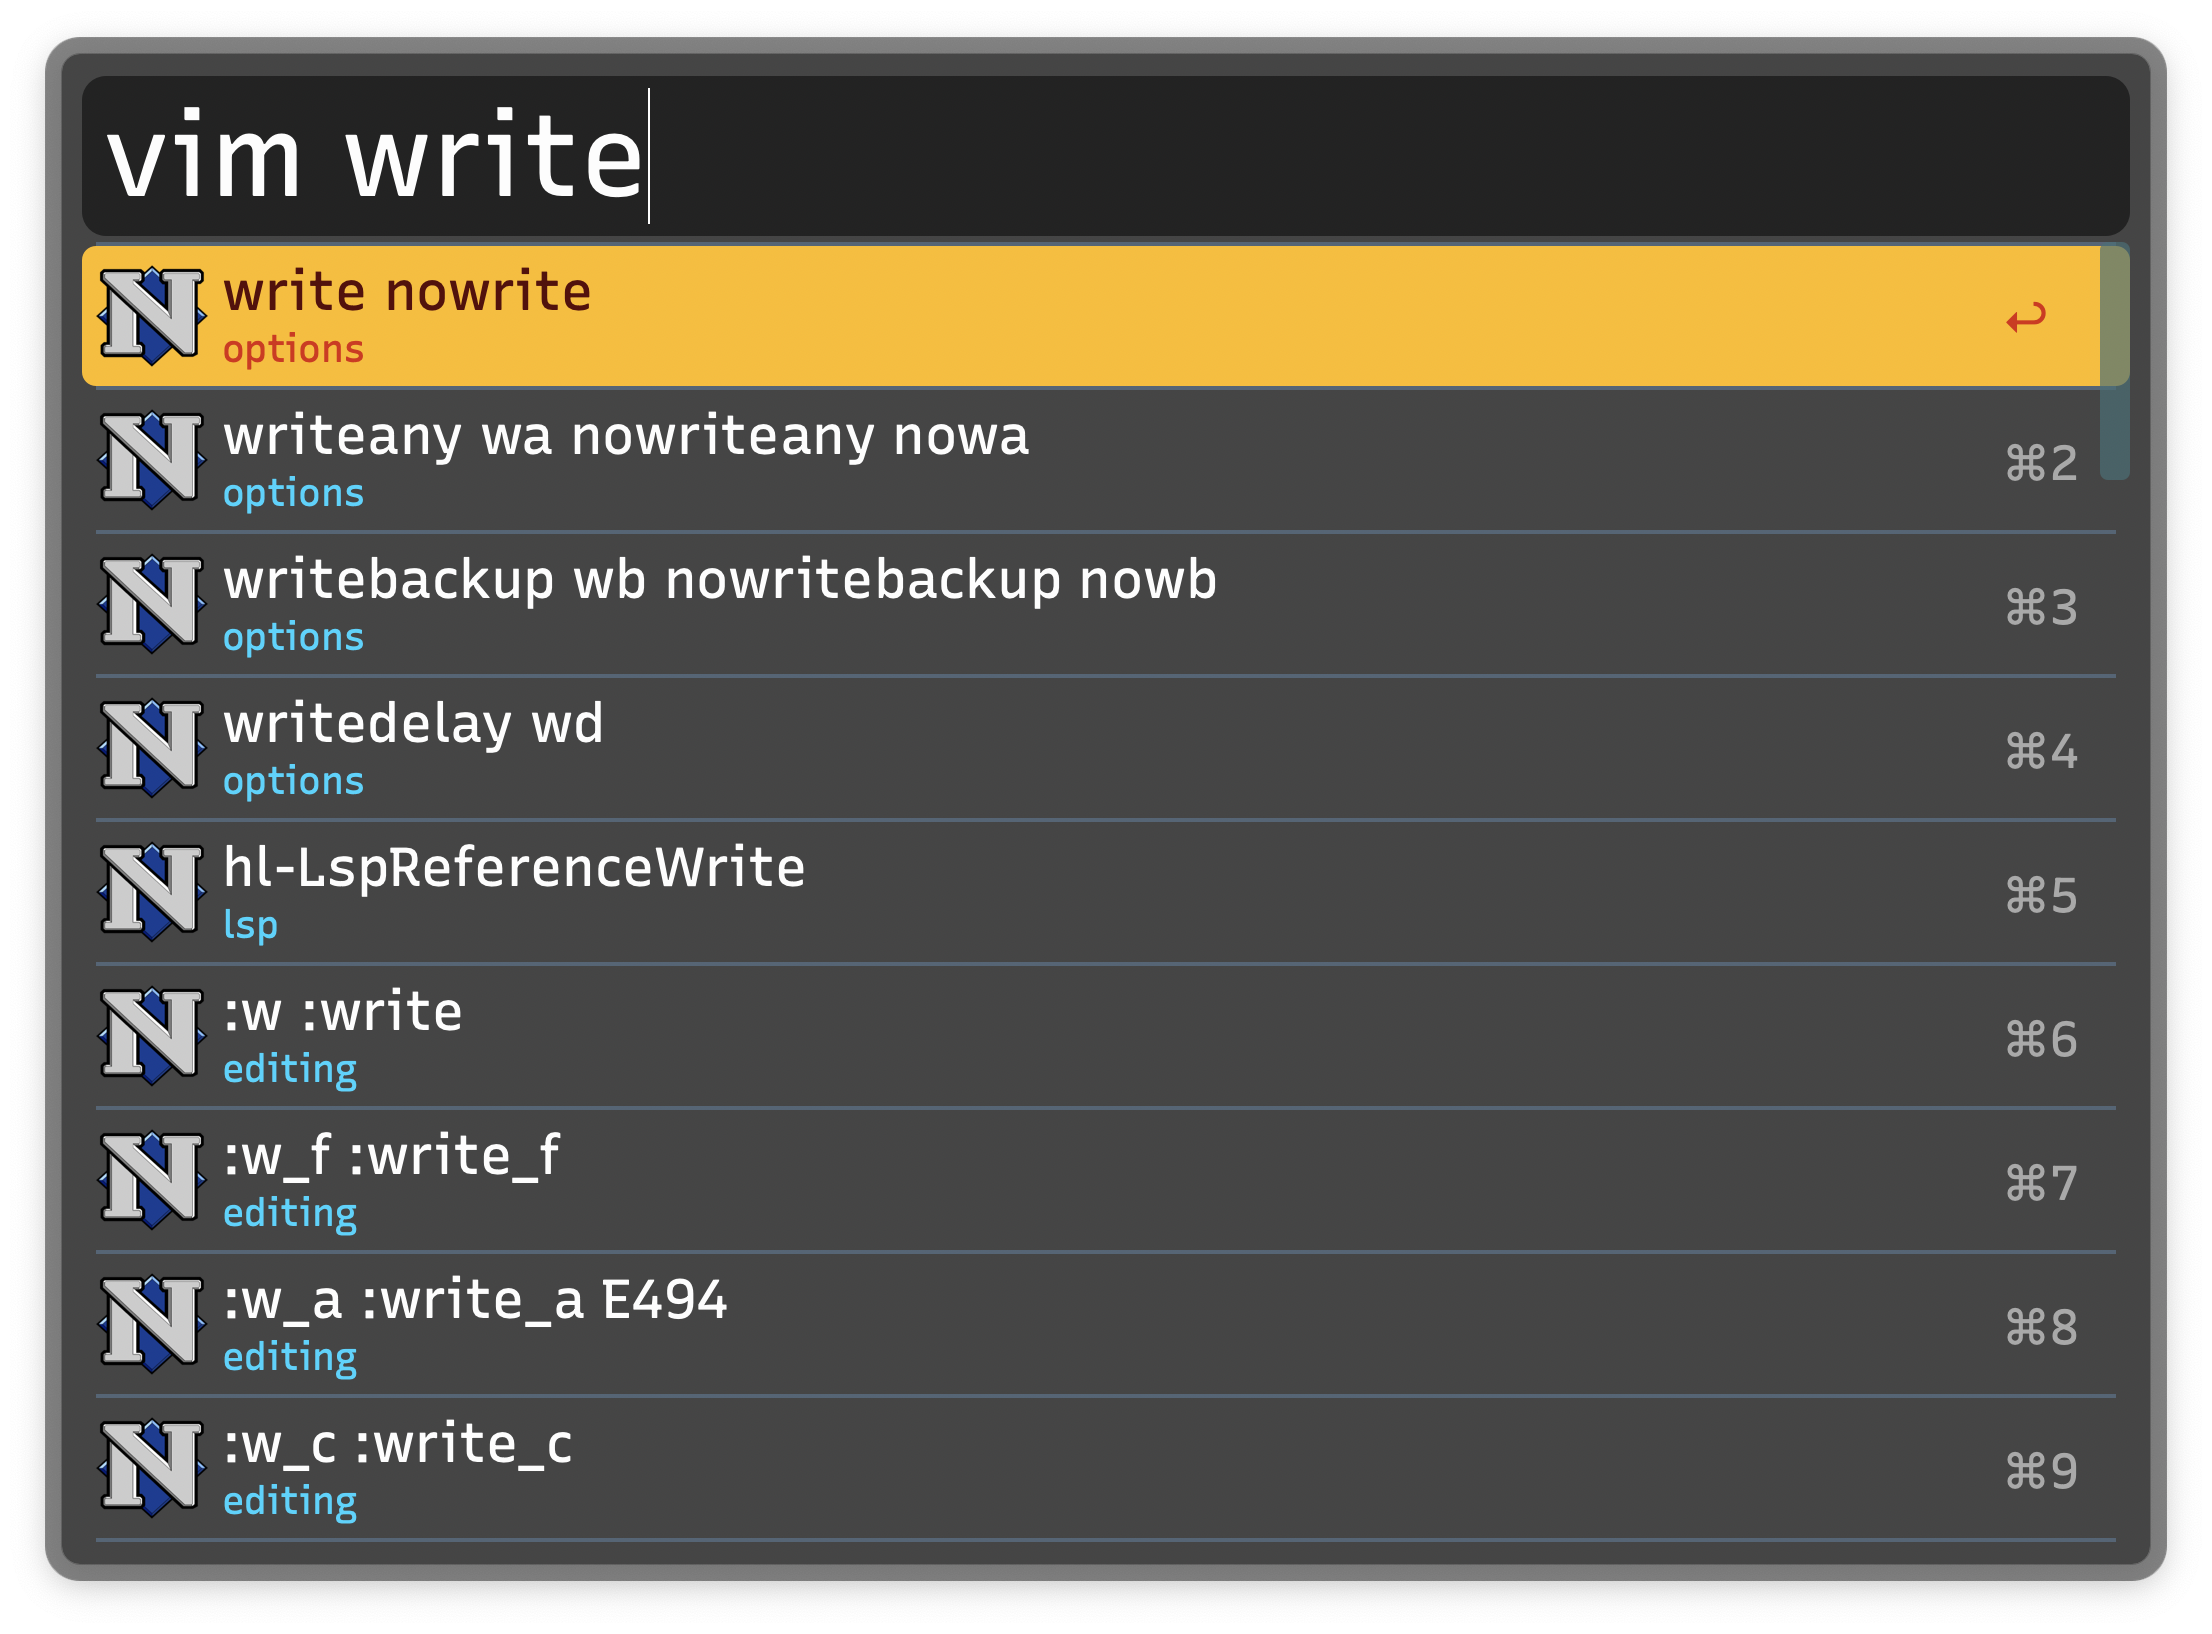 vim write
write nowrite
options
↩
writeany wa nowriteany nowa
options
⌘2
writebackup wb nowritebackup nowb
options
⌘3
writedelay wd
options
⌘4
hl-LspReferenceWrite
lsp
⌘5
:w :write
editing
⌘6
:w_f :write_f
editing
⌘7
:w_a :write_a E494
editing
⌘8
:w_c :write_c
editing
⌘9